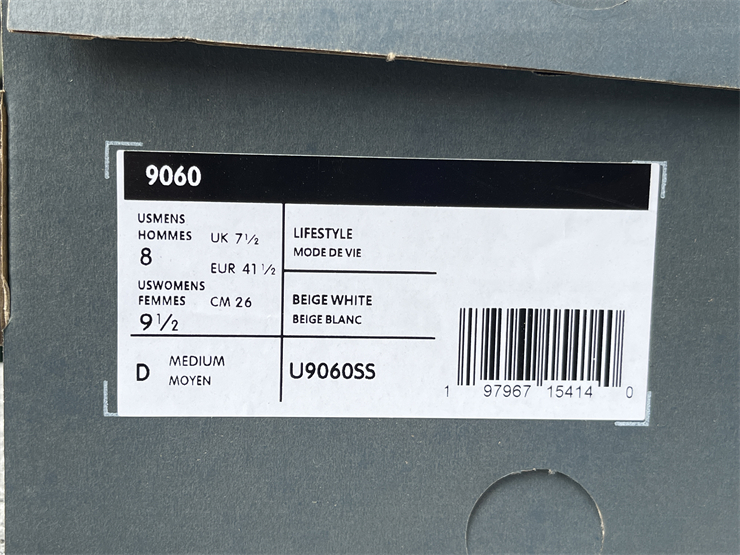 9060
USMENS
HOMMES
8
UK 7½
EUR 41½
USWOMENS
FEMMES
9½
CM 26
D
MEDIUM
MOYEN
LIFESTYLE
MODE DE VIE
BEIGE WHITE
BEIGE BLANC
U9060SS
1 97967 15414 0